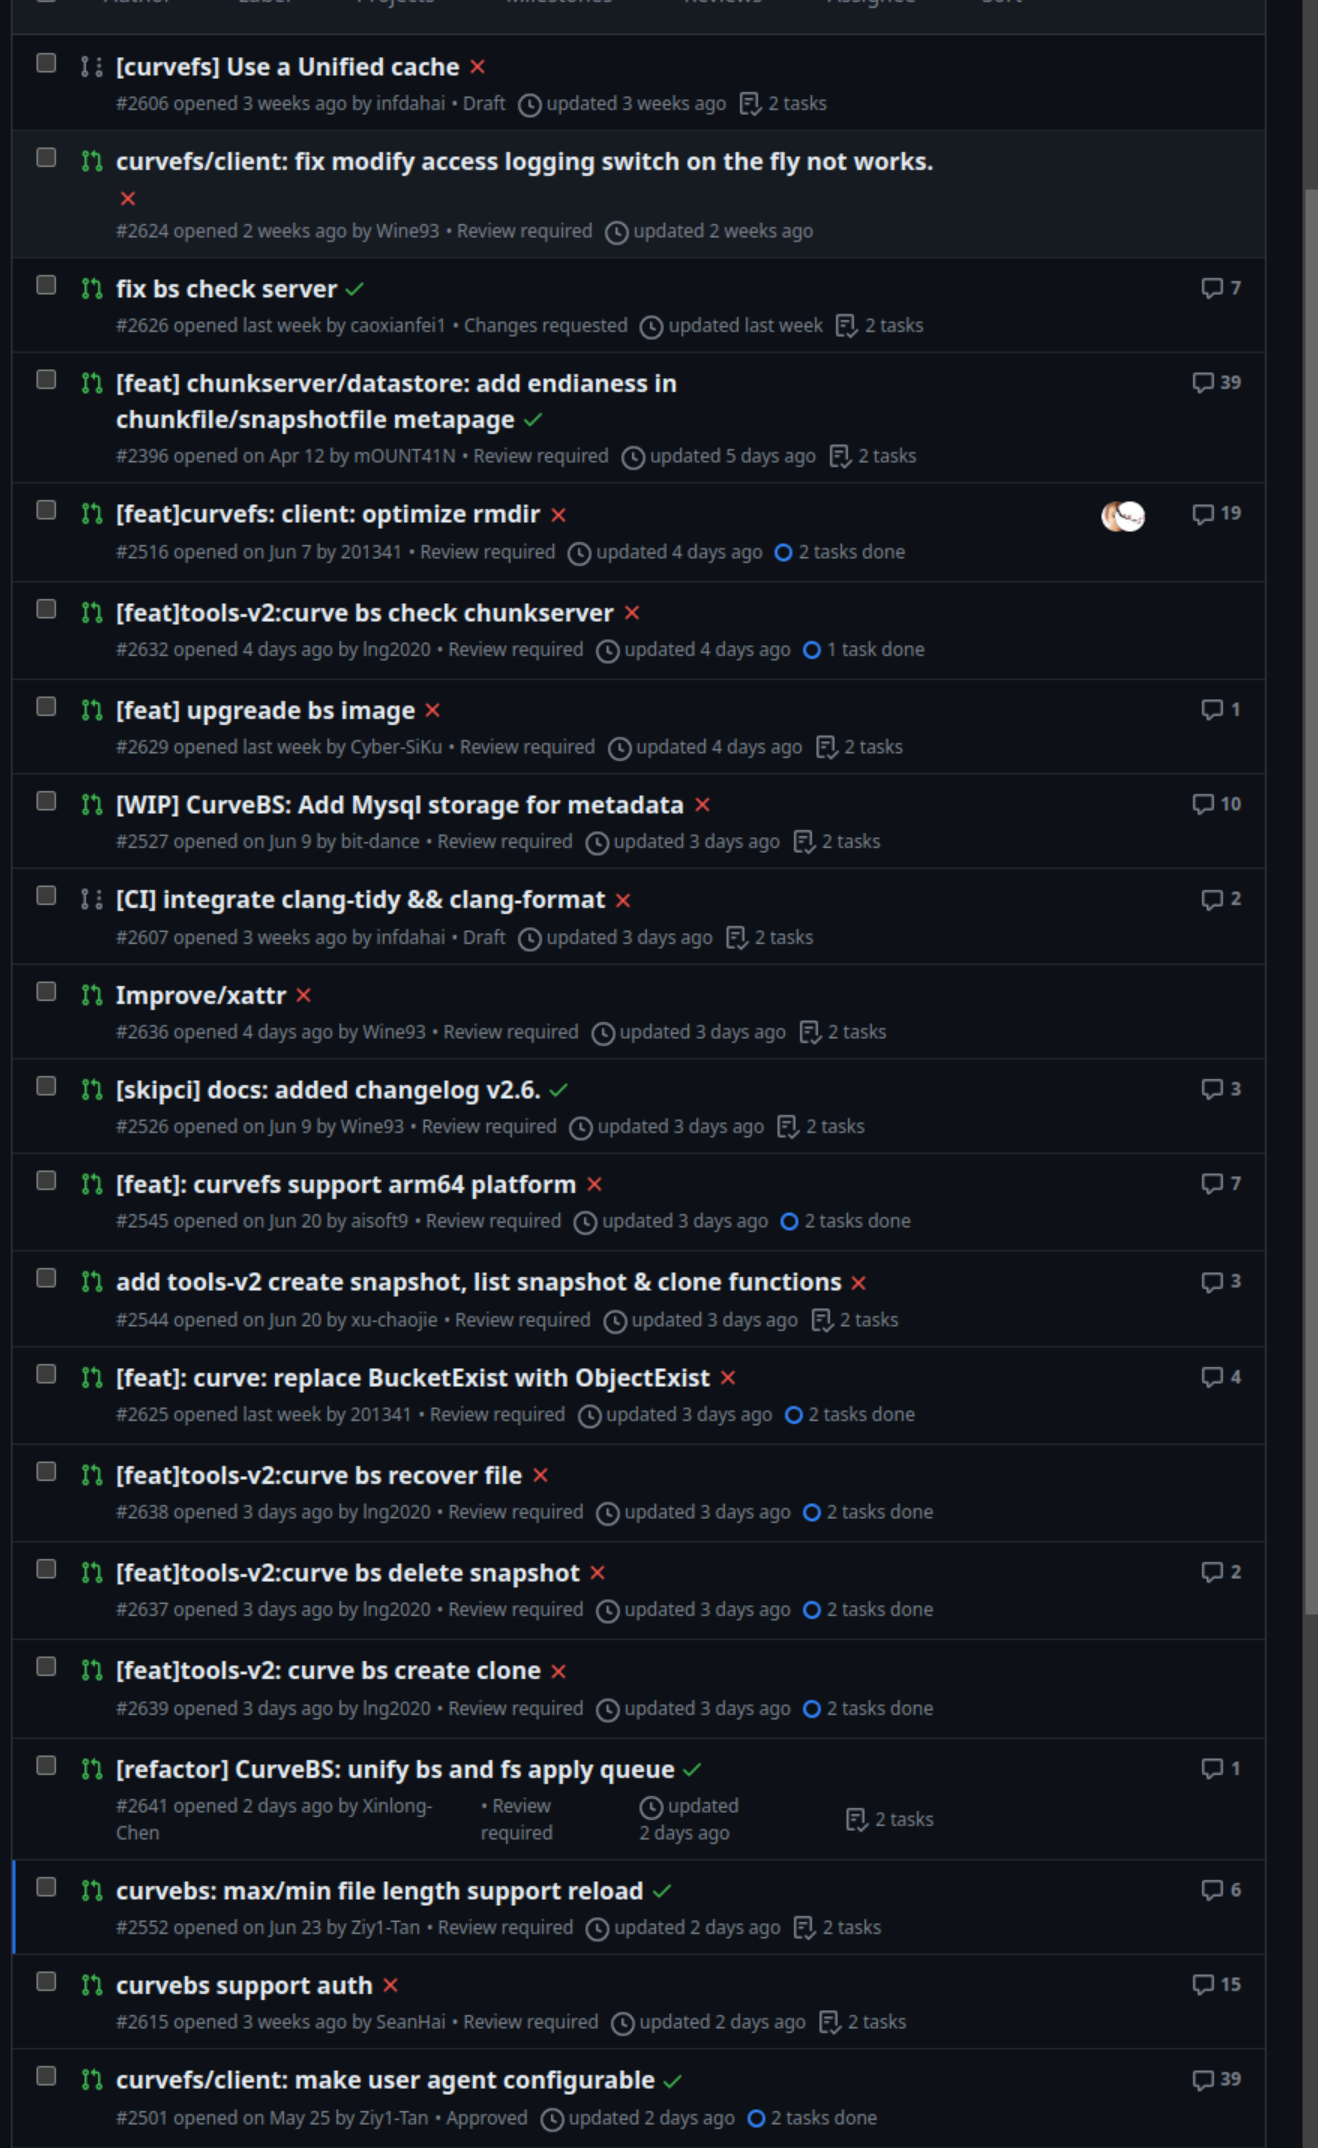 Author Label Projects Milestones Reviews Assignee Sort
[curvefs] Use a Unified cache
#2606 opened 3 weeks ago by infdahai • Draft updated 3 weeks ago 2 tasks
curvefs/client: fix modify access logging switch on the fly not works.
#2624 opened 2 weeks ago by Wine93 • Review required updated 2 weeks ago
fix bs check server 7
#2626 opened last week by caoxianfei1 • Changes requested updated last week 2 tasks
[feat] chunkserver/datastore: add endianess in 39
chunkfile/snapshotfile metapage
#2396 opened on Apr 12 by mOUNT41N • Review required updated 5 days ago 2 tasks
[feat]curvefs: client: optimize rmdir 19
#2516 opened on Jun 7 by 201341 • Review required updated 4 days ago 2 tasks done
[feat]tools-v2:curve bs check chunkserver
#2632 opened 4 days ago by lng2020 • Review required updated 4 days ago 1 task done
[feat] upgreade bs image 1
#2629 opened last week by Cyber-SiKu • Review required updated 4 days ago 2 tasks
[WIP] CurveBS: Add Mysql storage for metadata 10
#2527 opened on Jun 9 by bit-dance • Review required updated 3 days ago 2 tasks
[CI] integrate clang-tidy && clang-format 2
#2607 opened 3 weeks ago by infdahai • Draft updated 3 days ago 2 tasks
Improve/xattr
#2636 opened 4 days ago by Wine93 • Review required updated 3 days ago 2 tasks
[skipci] docs: added changelog v2.6. 3
#2526 opened on Jun 9 by Wine93 • Review required updated 3 days ago 2 tasks
[feat]: curvefs support arm64 platform 7
#2545 opened on Jun 20 by aisoft9 • Review required updated 3 days ago 2 tasks done
add tools-v2 create snapshot, list snapshot & clone functions 3
#2544 opened on Jun 20 by xu-chaojie • Review required updated 3 days ago 2 tasks
[feat]: curve: replace BucketExist with ObjectExist 4
#2625 opened last week by 201341 • Review required updated 3 days ago 2 tasks done
[feat]tools-v2:curve bs recover file
#2638 opened 3 days ago by lng2020 • Review required updated 3 days ago 2 tasks done
[feat]tools-v2:curve bs delete snapshot 2
#2637 opened 3 days ago by lng2020 • Review required updated 3 days ago 2 tasks done
[feat]tools-v2: curve bs create clone
#2639 opened 3 days ago by lng2020 • Review required updated 3 days ago 2 tasks done
[refactor] CurveBS: unify bs and fs apply queue 1
#2641 opened 2 days ago by Xinlong- • Review updated
Chen required 2 days ago 2 tasks
curvebs: max/min file length support reload 6
#2552 opened on Jun 23 by Ziy1-Tan • Review required updated 2 days ago 2 tasks
curvebs support auth 15
#2615 opened 3 weeks ago by SeanHai • Review required updated 2 days ago 2 tasks
curvefs/client: make user agent configurable 39
#2501 opened on May 25 by Ziy1-Tan • Approved updated 2 days ago 2 tasks done